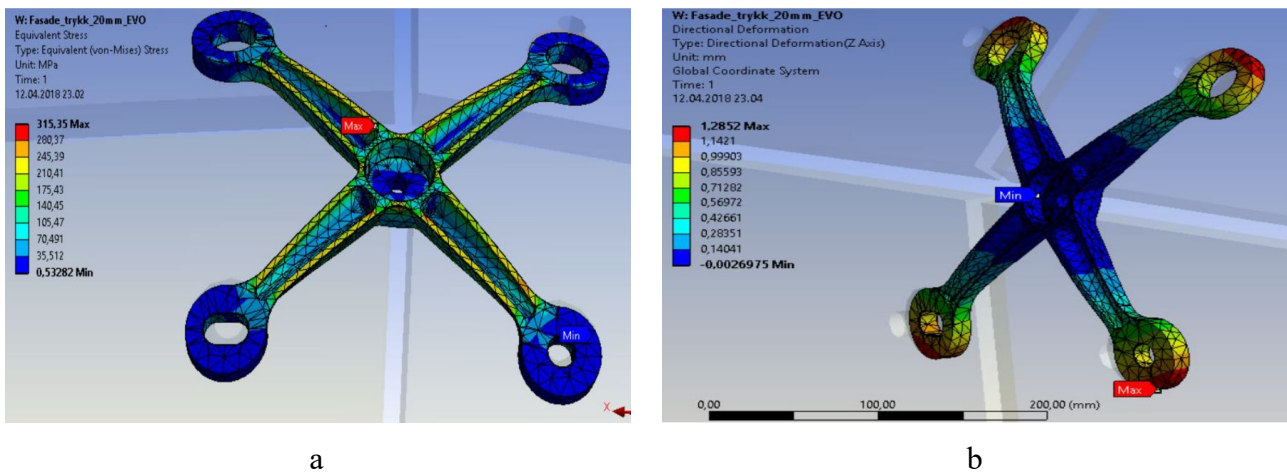 W: Fasade_trykk_20mm_EVO
Equivalent Stress
Type: Equivalent (von-Mises) Stress
Unit: MPa
Time: 1
12.04.2018 23.02
315,35 Max
280,37
245,39
210,41
175,43
140,45
105,47
70,491
35,512
0,53282 Min
Max
Min
X
W: Fasade_trykk_20mm_EVO
Directional Deformation
Type: Directional Deformation(Z Axis)
Unit: mm
Global Coordinate System
Time: 1
12.04.2018 23.04
1,2852 Max
1,1421
0,99903
0,85593
0,71282
0,56972
0,42661
0,28351
0,14041
-0,0026975 Min
Min
Max
0,00
100,00
200,00 (mm)
a
b